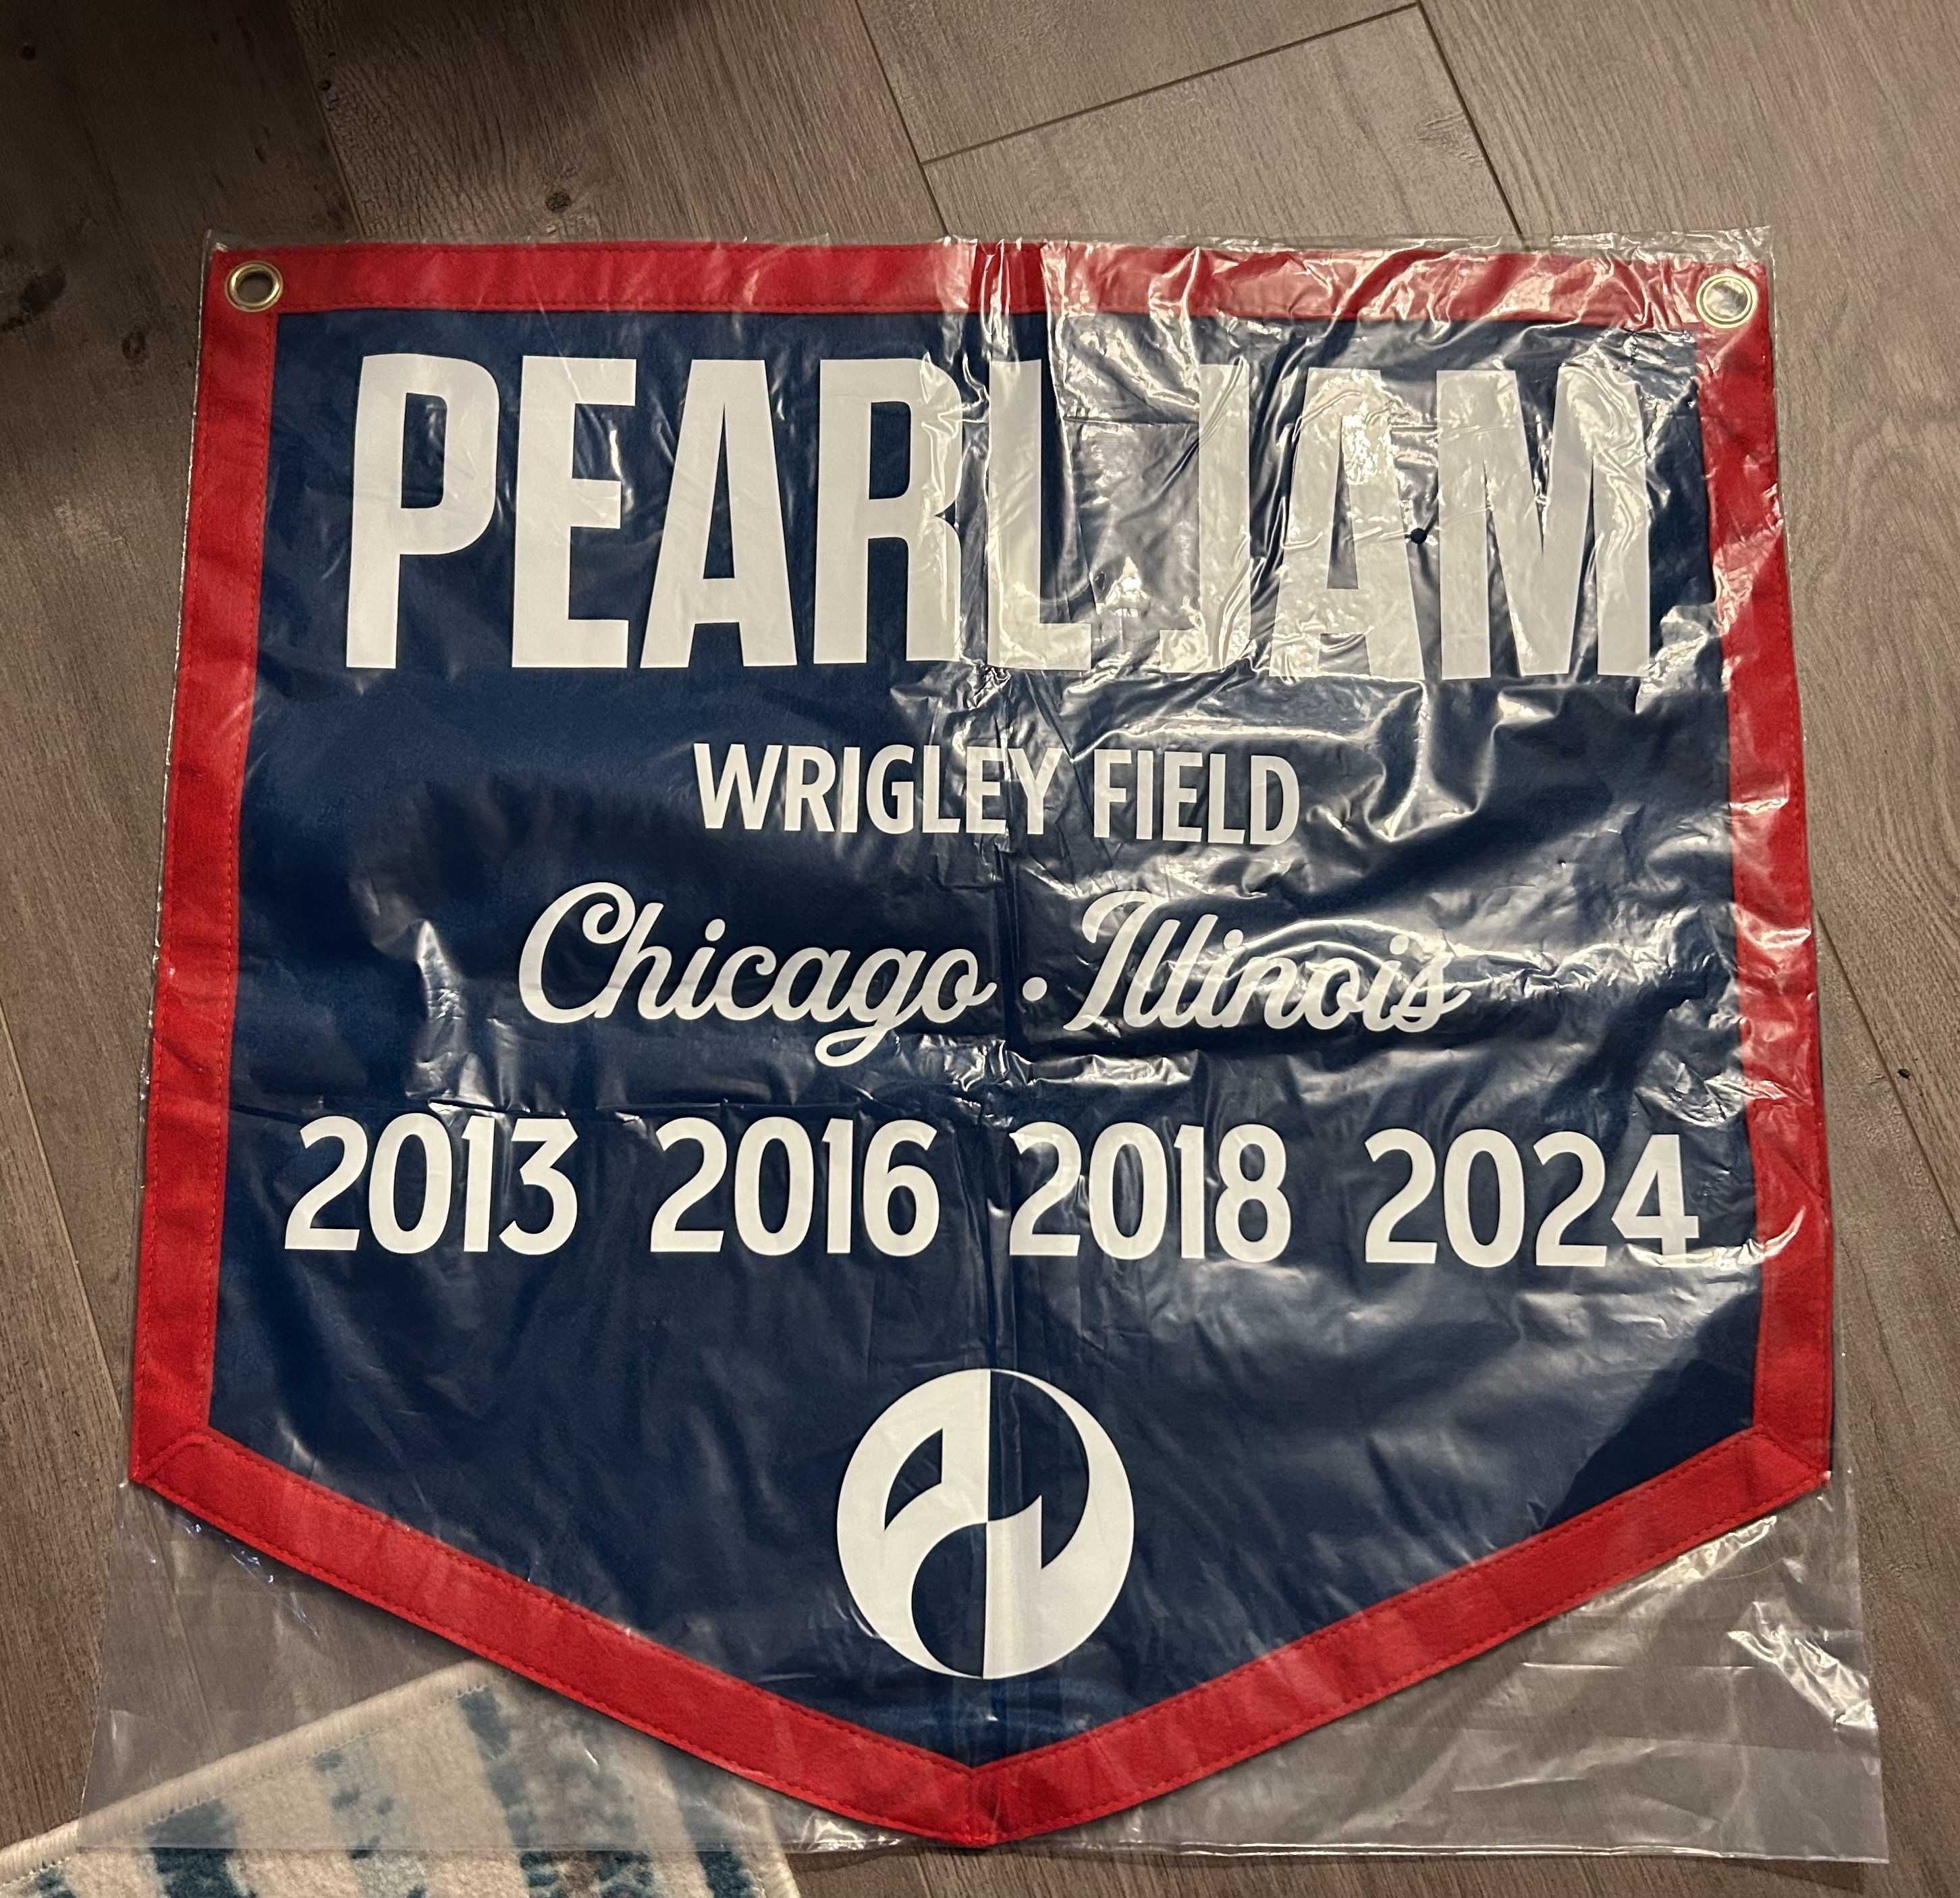 PEARL JAM
WRIGLEY FIELD
Chicago · Illinois
2013 2016 2018 2024